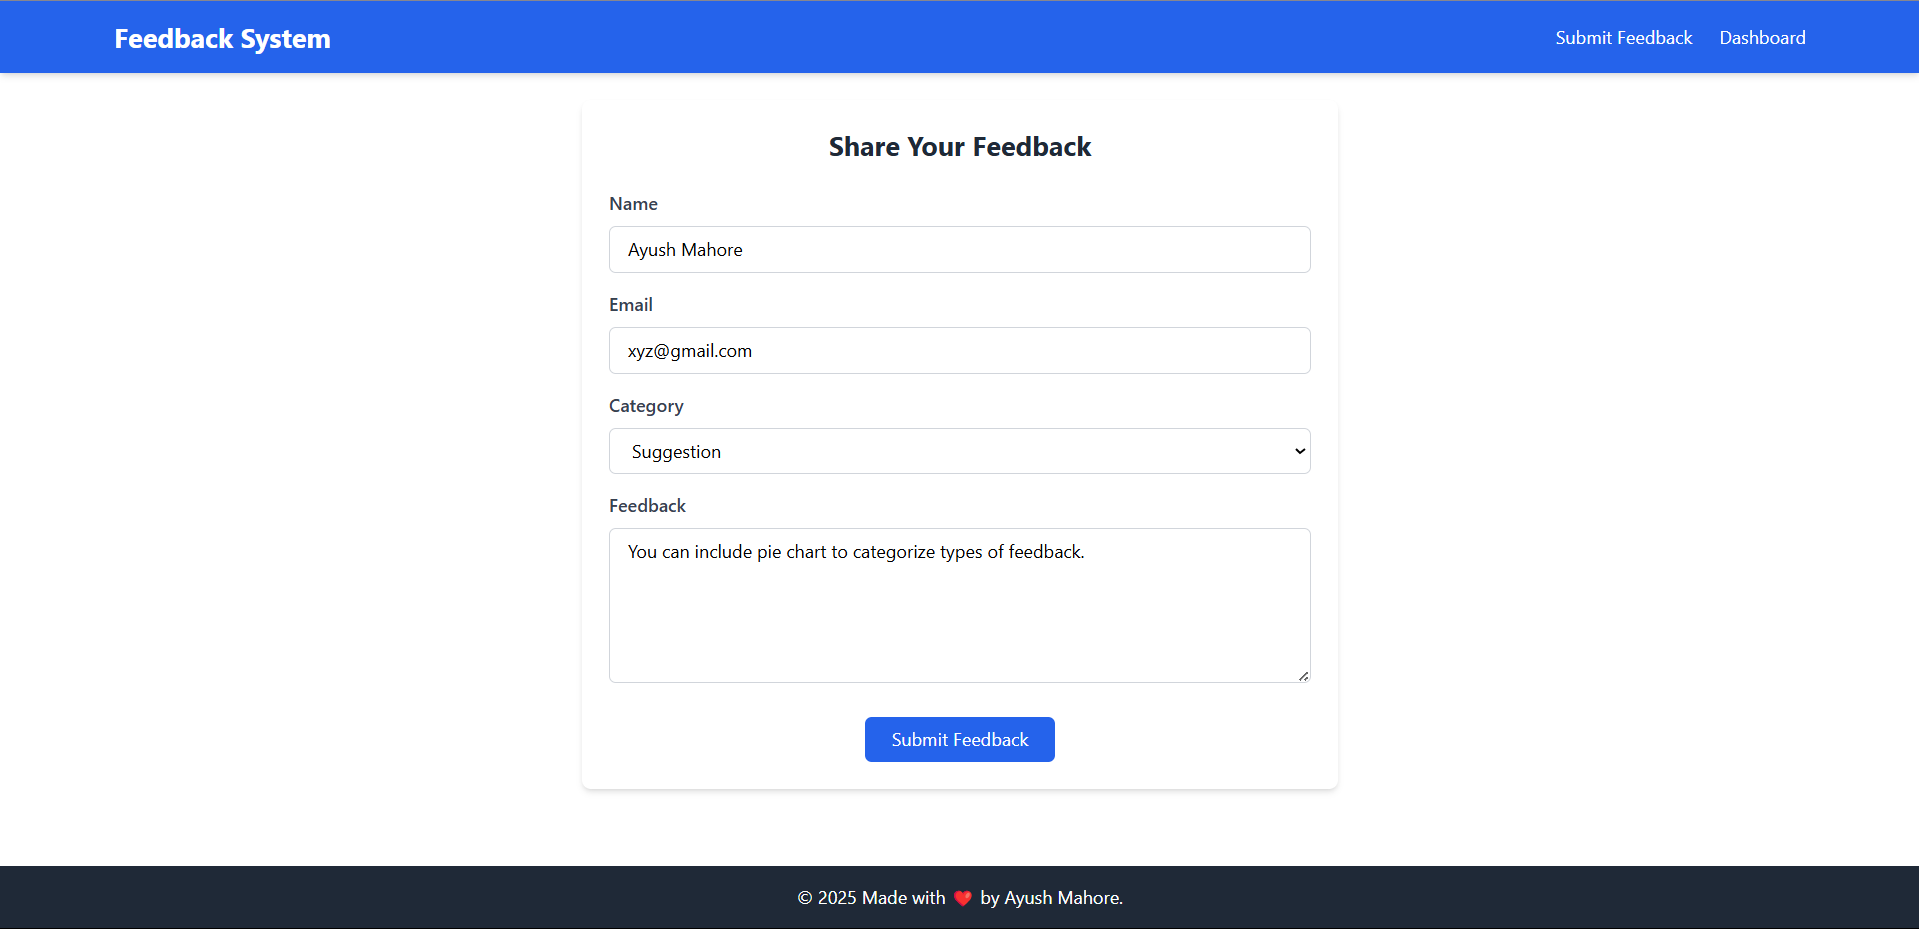 Feedback System
Submit Feedback
Dashboard
Share Your Feedback
Name
Ayush Mahore
Email
xyz@gmail.com
Category
Suggestion
Feedback
You can include pie chart to categorize types of feedback.
Submit Feedback
© 2025 Made with ❤️ by Ayush Mahore.